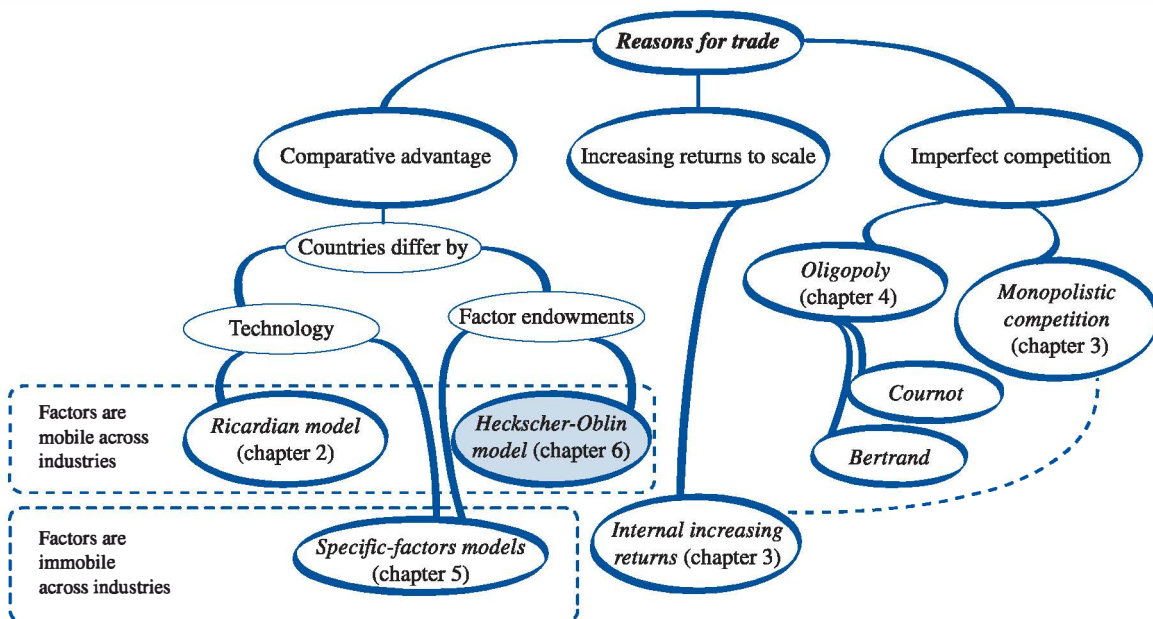 Reasons for trade
Comparative advantage
Increasing returns to scale
Imperfect competition
Countries differ by
Oligopoly
(chapter 4)
Monopolistic
competition
(chapter 3)
Technology
Factor endowments
Cournot
Bertrand
Factors are
mobile across
industries
Ricardian model
(chapter 2)
Heckscher-Oblin
model (chapter 6)
Factors are
immobile
across industries
Specific-factors models
(chapter 5)
Internal increasing
returns (chapter 3)